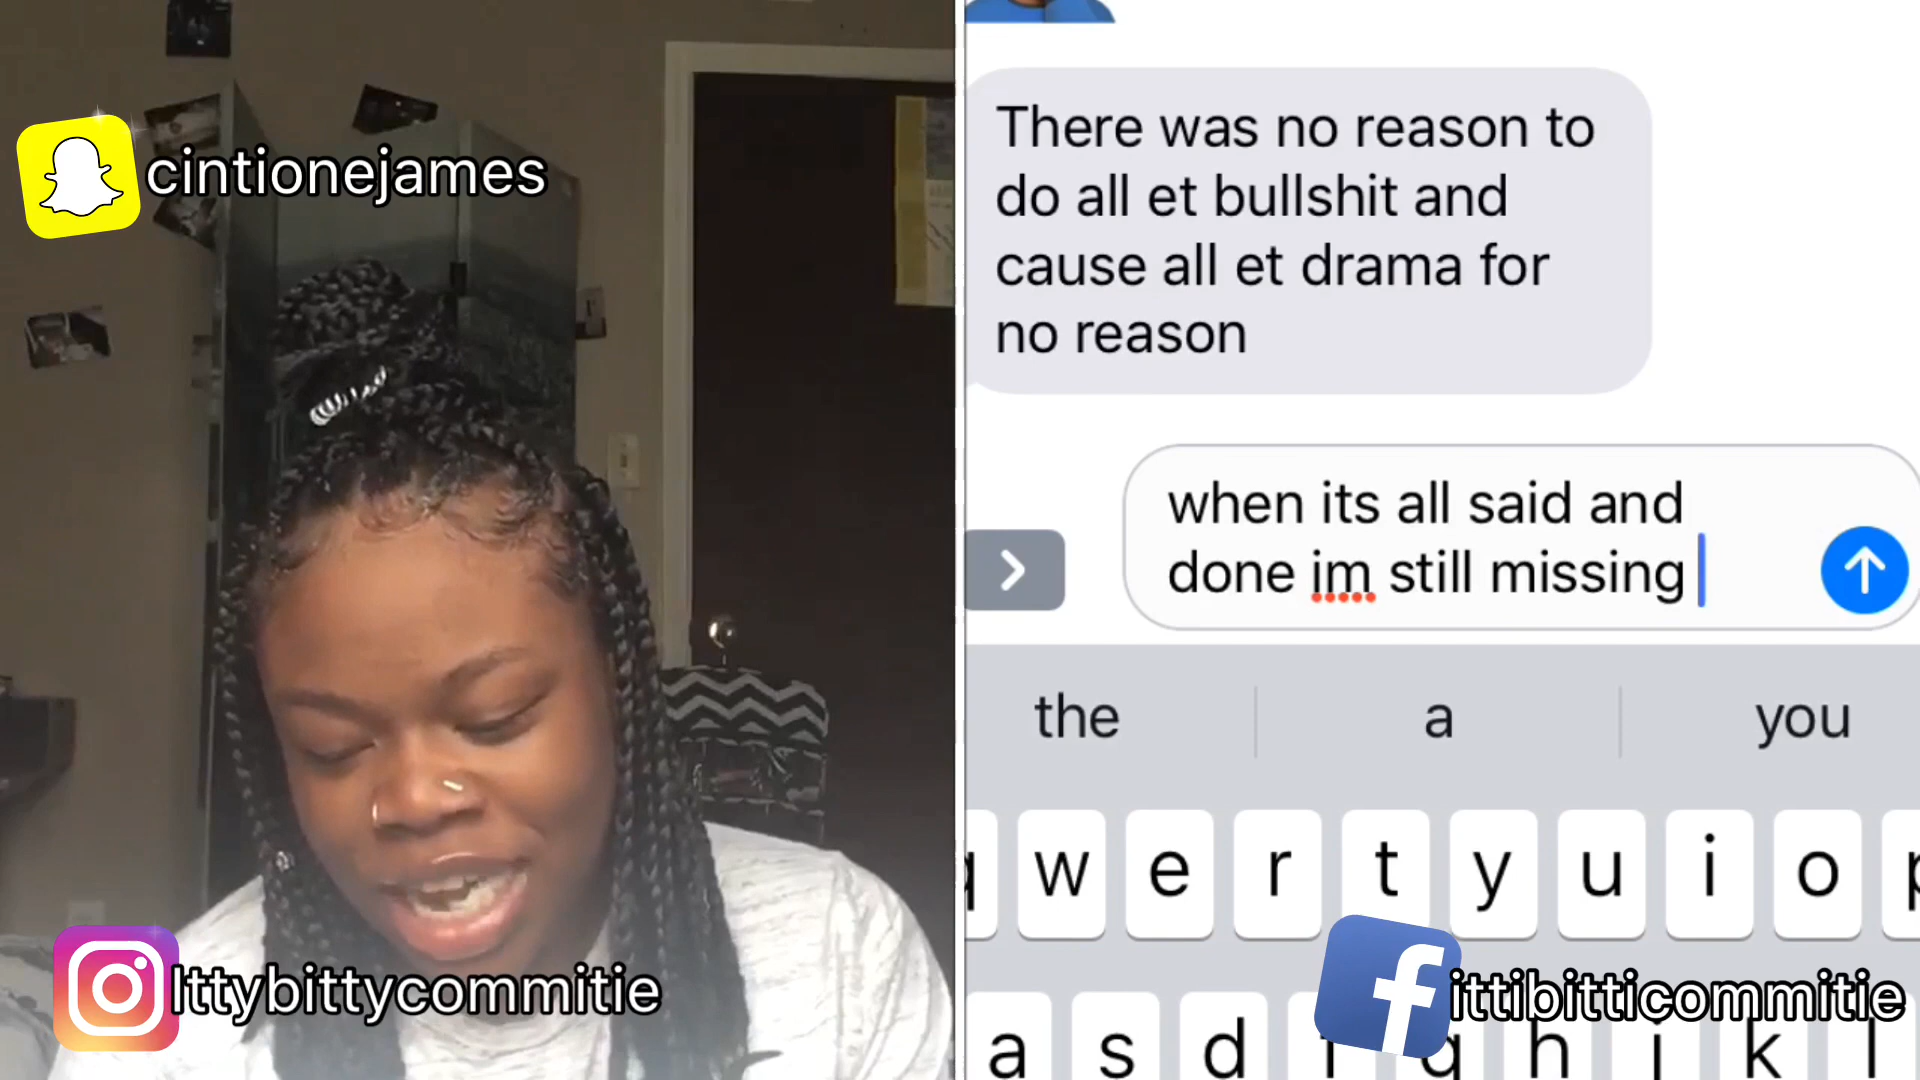 cintionejames
There was no reason to
do all et bullshit and
cause all et drama for
no reason
when its all said and
done im still missing
the a you
q w e r t y u i o p
a s d f g h j k l
Ittybittycommitie
ittibitticommitie